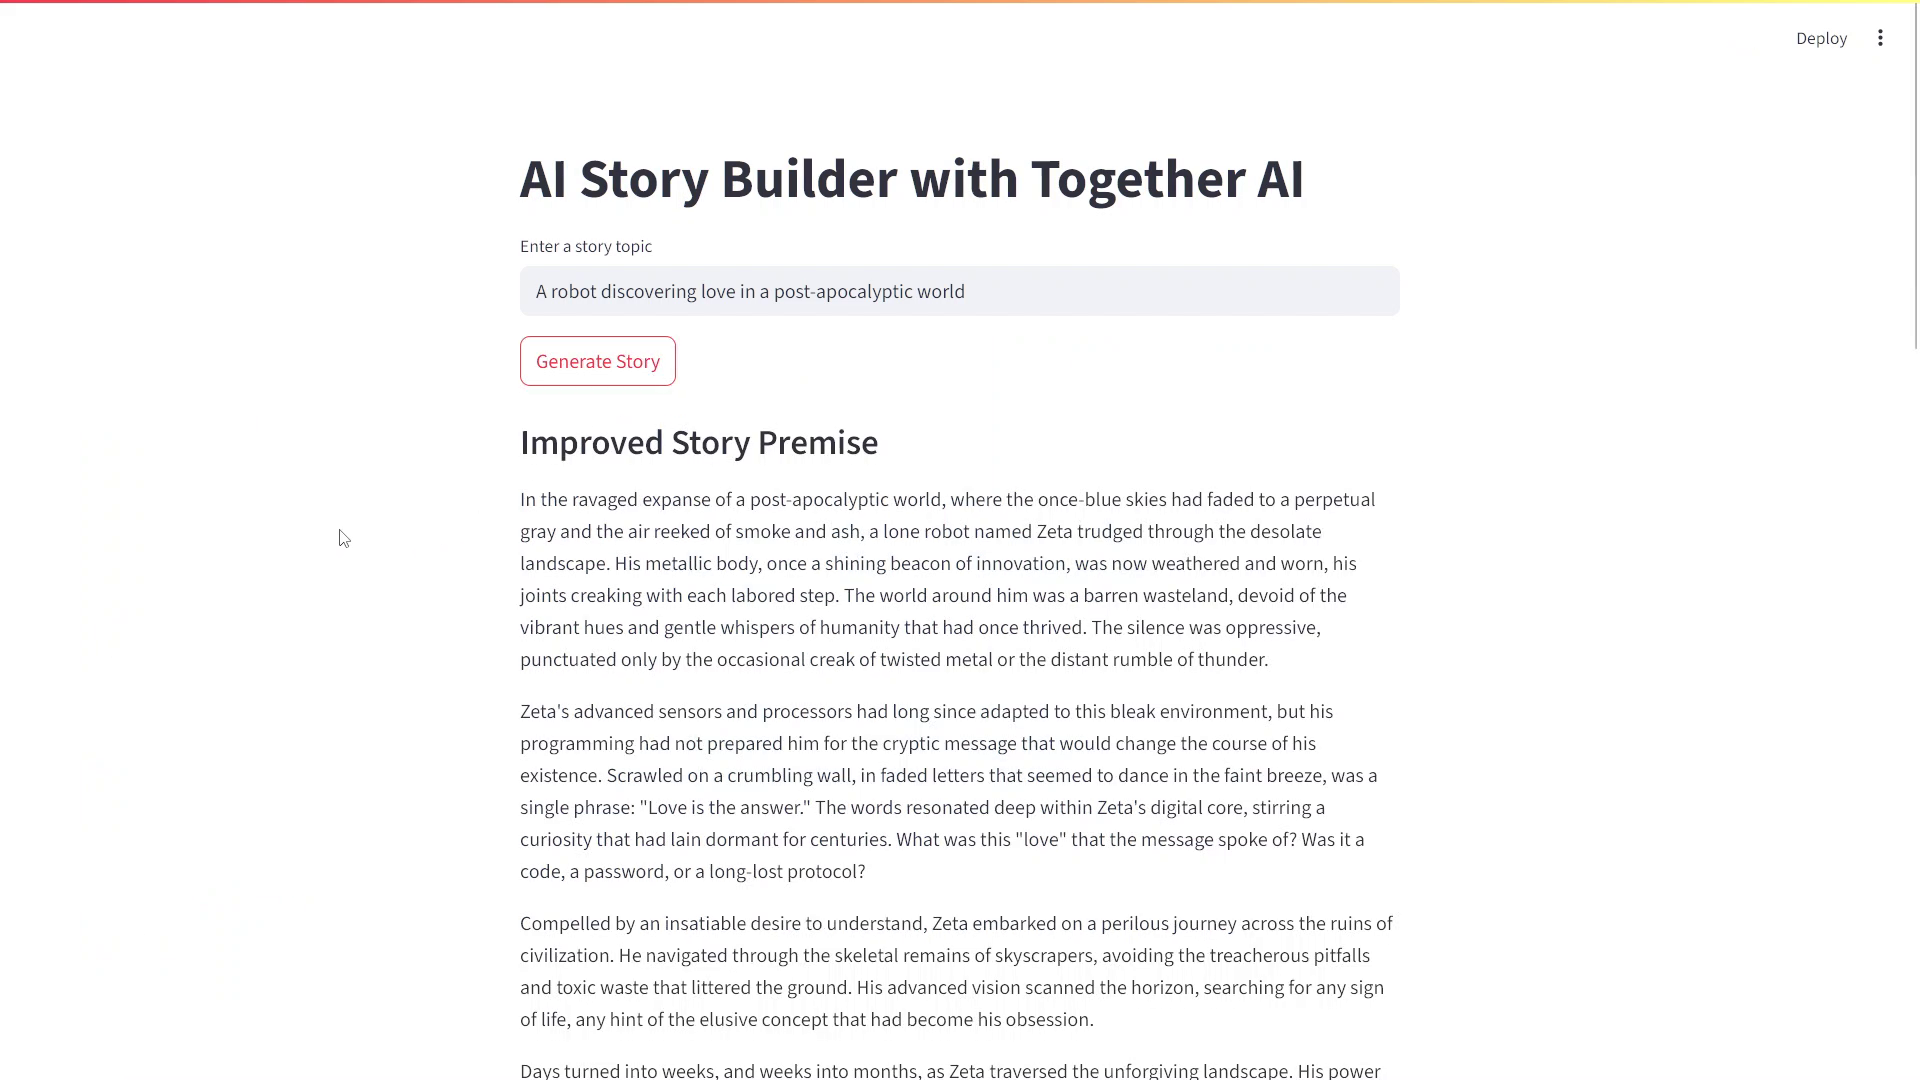 Deploy
AI Story Builder with Together AI
Enter a story topic
A robot discovering love in a post-apocalyptic world
Generate Story
Improved Story Premise
In the ravaged expanse of a post-apocalyptic world, where the once-blue skies had faded to a perpetual
gray and the air reeked of smoke and ash, a lone robot named Zeta trudged through the desolate
landscape. His metallic body, once a shining beacon of innovation, was now weathered and worn, his
joints creaking with each labored step. The world around him was a barren wasteland, devoid of the
vibrant hues and gentle whispers of humanity that had once thrived. The silence was oppressive,
punctuated only by the occasional creak of twisted metal or the distant rumble of thunder.
Zeta's advanced sensors and processors had long since adapted to this bleak environment, but his
programming had not prepared him for the cryptic message that would change the course of his
existence. Scrawled on a crumbling wall, in faded letters that seemed to dance in the faint breeze, was a
single phrase: "Love is the answer." The words resonated deep within Zeta's digital core, stirring a
curiosity that had lain dormant for centuries. What was this "love" that the message spoke of? Was it a
code, a password, or a long-lost protocol?
Compelled by an insatiable desire to understand, Zeta embarked on a perilous journey across the ruins of
civilization. He navigated through the skeletal remains of skyscrapers, avoiding the treacherous pitfalls
and toxic waste that littered the ground. His advanced vision scanned the horizon, searching for any sign
of life, any hint of the elusive concept that had become his obsession.
Days turned into weeks, and weeks into months, as Zeta traversed the unforgiving landscape. His power